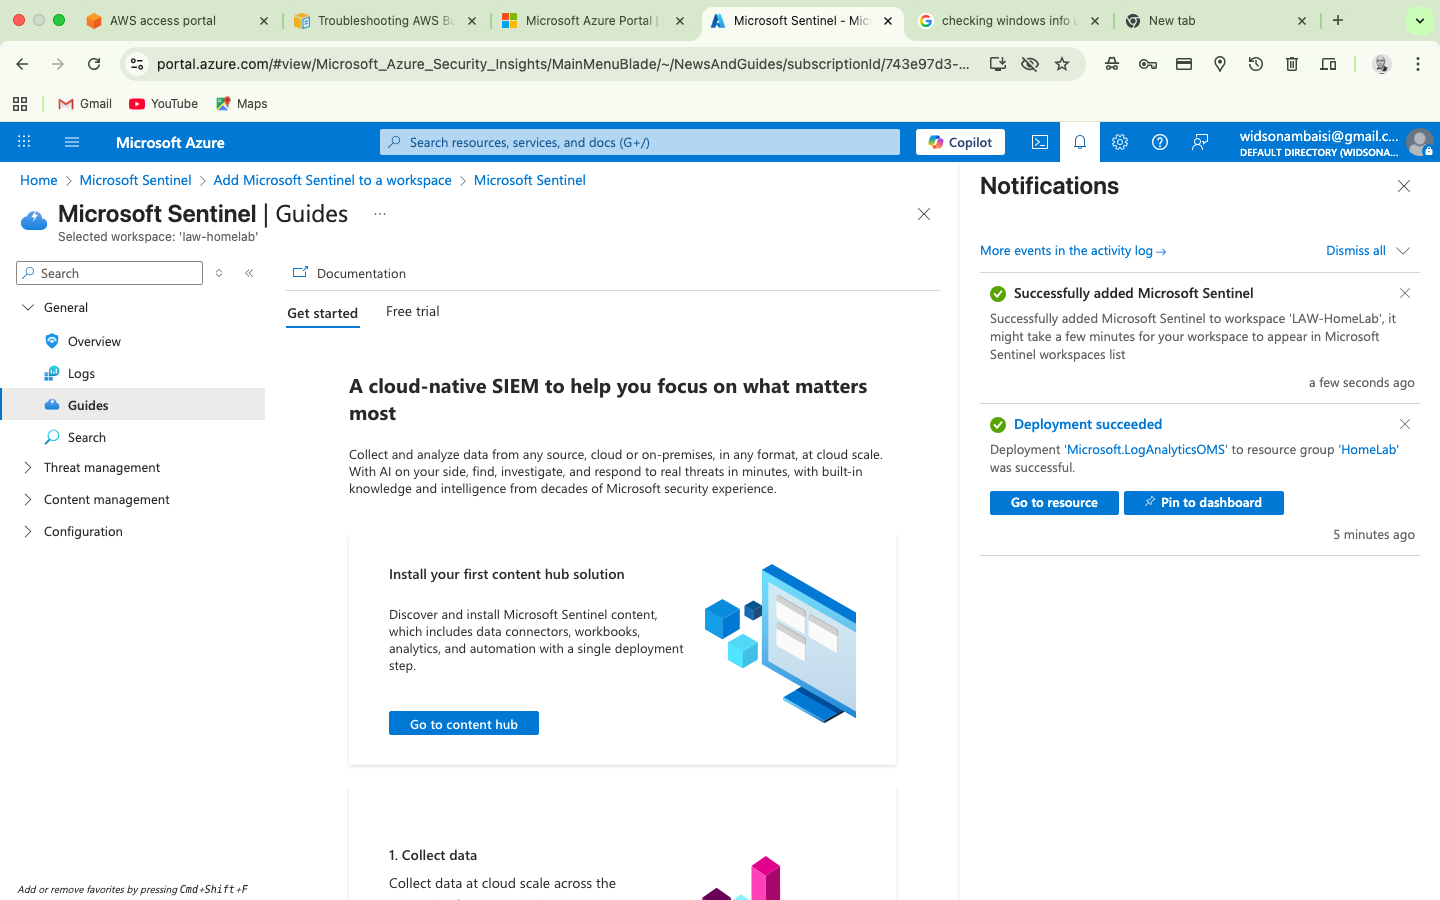 AWS access portal
Troubleshooting AWS Bu
Microsoft Azure Portal |
Microsoft Sentinel - Mic
checking windows info u
New tab
portal.azure.com/#view/Microsoft_Azure_Security_Insights/MainMenuBlade/~/NewsAndGuides/subscriptionId/743e97d3-...
Gmail
YouTube
Maps
Microsoft Azure
Search resources, services, and docs (G+/)
Copilot
widsonambaisi@gmail.c...
DEFAULT DIRECTORY (WIDSONA...
Home > Microsoft Sentinel > Add Microsoft Sentinel to a workspace > Microsoft Sentinel
Microsoft Sentinel | Guides ...
Selected workspace: 'law-homelab'
Search
General
Overview
Logs
Guides
Search
Threat management
Content management
Configuration
Add or remove favorites by pressing Cmd+Shift+F
Documentation
Get started
Free trial
A cloud-native SIEM to help you focus on what matters
most
Collect and analyze data from any source, cloud or on-premises, in any format, at cloud scale.
With AI on your side, find, investigate, and respond to real threats in minutes, with built-in
knowledge and intelligence from decades of Microsoft security experience.
Install your first content hub solution
Discover and install Microsoft Sentinel content,
which includes data connectors, workbooks,
analytics, and automation with a single deployment
step.
Go to content hub
1. Collect data
Collect data at cloud scale across the
Notifications
More events in the activity log →
Dismiss all
Successfully added Microsoft Sentinel
Successfully added Microsoft Sentinel to workspace 'LAW-HomeLab', it
might take a few minutes for your workspace to appear in Microsoft
Sentinel workspaces list
a few seconds ago
Deployment succeeded
Deployment 'Microsoft.LogAnalyticsOMS' to resource group 'HomeLab'
was successful.
Go to resource
Pin to dashboard
5 minutes ago